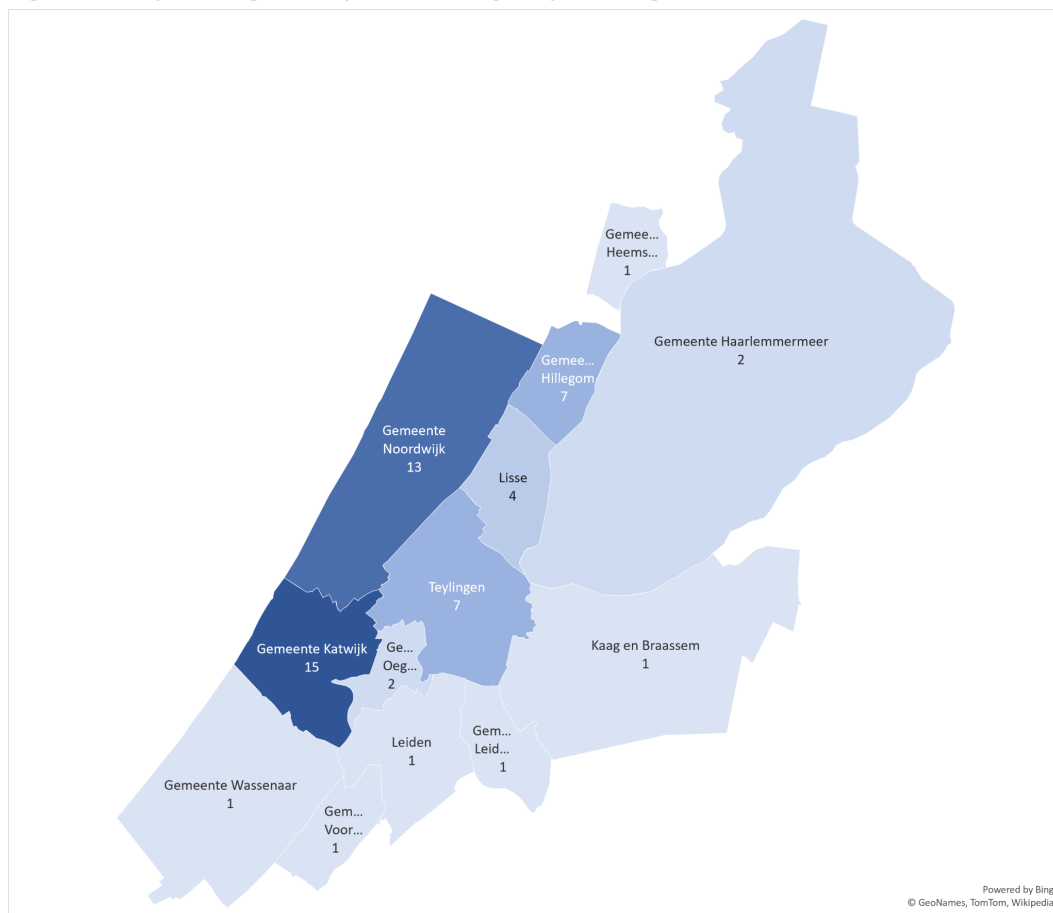 Gemee...
Heems...
1
Gemeente Haarlemmermeer
2
Gemee...
Hillegom
7
Gemeente
Noordwijk
13
Lisse
4
Teylingen
7
Gemeente Katwijk
15
Ge...
Oeg...
2
Kaag en Braassem
1
Leiden
1
Gem...
Leid...
1
Gemeente Wassenaar
1
Gem...
Voor...
1
Powered by Bing
© GeoNames, TomTom, Wikipedia